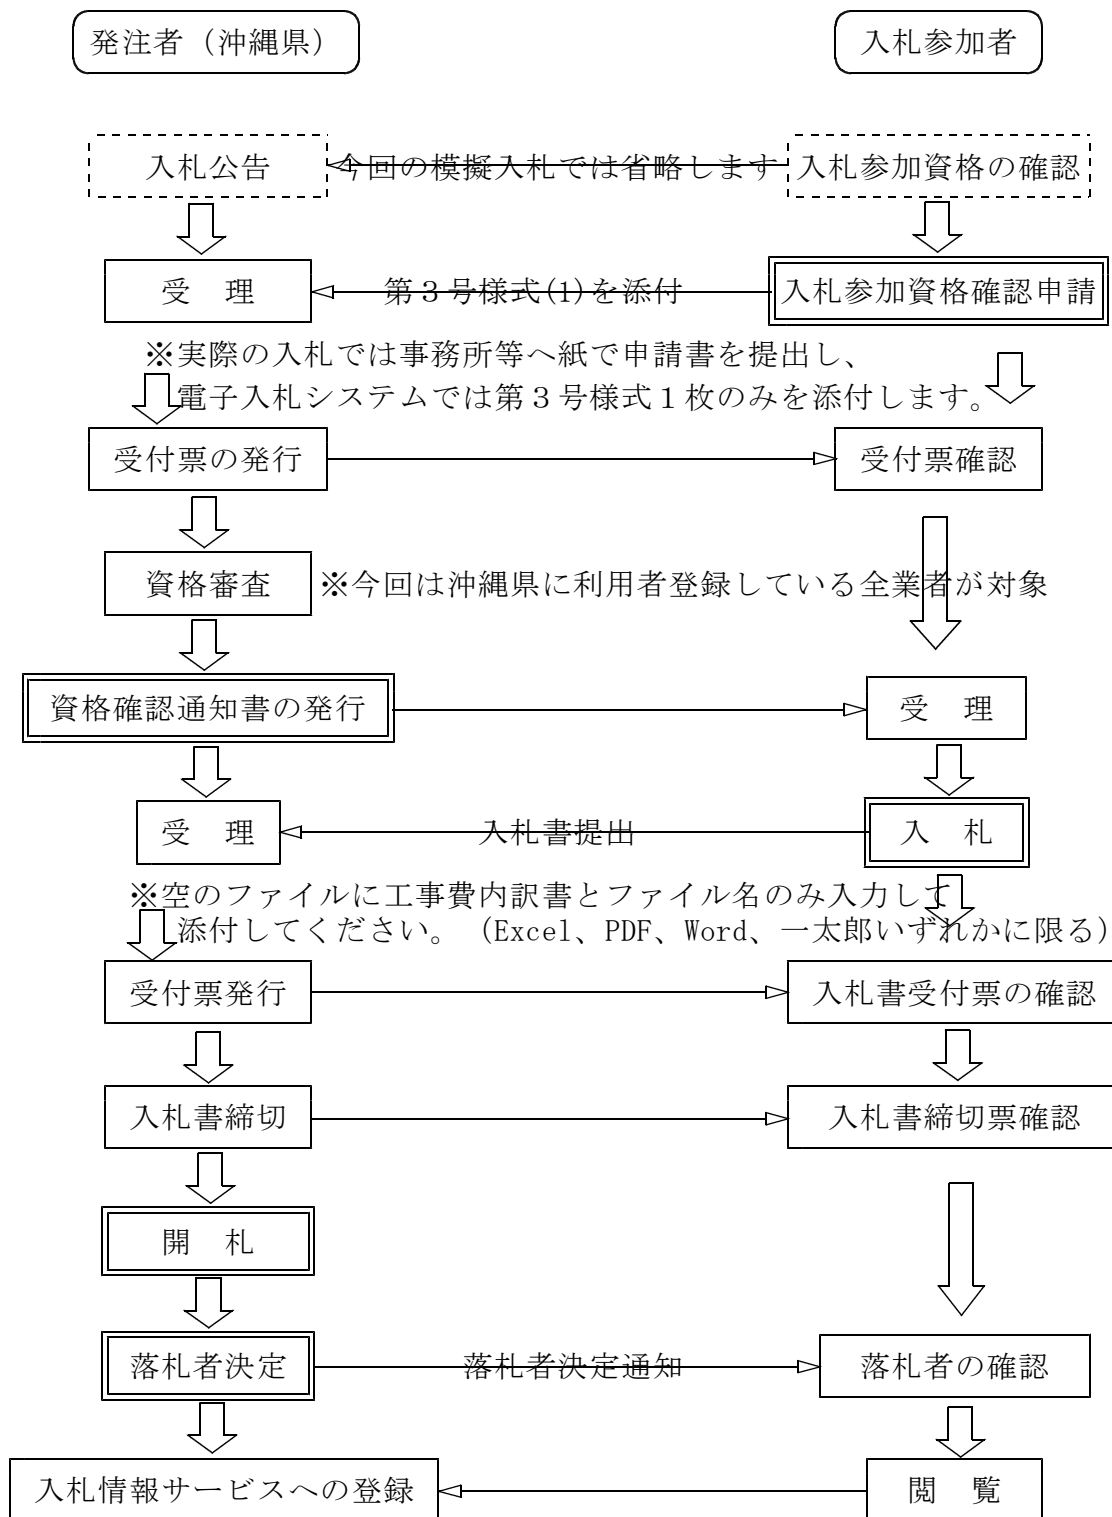 発注者（沖縄県）
入札参加者
入札公告
今回の模擬入札では省略します
入札参加資格の確認
受　理
第３号様式(1)を添付
入札参加資格確認申請
※実際の入札では事務所等へ紙で申請書を提出し、
電子入札システムでは第３号様式１枚のみを添付します。
受付票の発行
受付票確認
資格審査
※今回は沖縄県に利用者登録している全業者が対象
資格確認通知書の発行
受　理
受　理
入札書提出
入　札
※空のファイルに工事費内訳書とファイル名のみ入力して
添付してください。（Excel、PDF、Word、一太郎いずれかに限る）
受付票発行
入札書受付票の確認
入札書締切
入札書締切票確認
開　札
落札者決定
落札者決定通知
落札者の確認
入札情報サービスへの登録
閲　覧